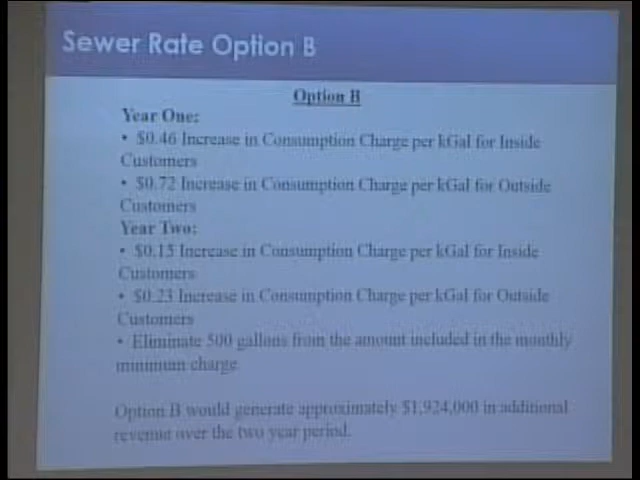 Sewer Rate Option B
Option B
Year One:
• $0.46 Increase in Consumption Charge per kGal for Inside
Customers
• $0.72 Increase in Consumption Charge per kGal for Outside
Customers
Year Two:
• $0.15 Increase in Consumption Charge per kGal for Inside
Customers
• $0.23 Increase in Consumption Charge per kGal for Outside
Customers
• Eliminate 500 gallons from the amount included in the monthly
minimum charge
Option B would generate approximately $1,924,000 in additional
revenue over the two year period.